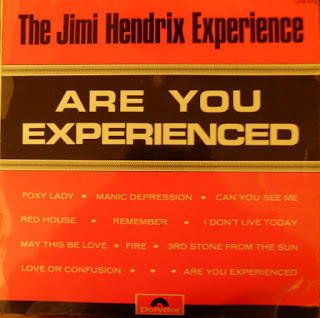 The Jimi Hendrix Experience
ARE YOU
EXPERIENCED
FOXY LADY • MANIC DEPRESSION • CAN YOU SEE ME
RED HOUSE • REMEMBER • I DON'T LIVE TODAY
MAY THIS BE LOVE • FIRE • 3RD STONE FROM THE SUN
LOVE OR CONFUSION • • • ARE YOU EXPERIENCED
Polydor